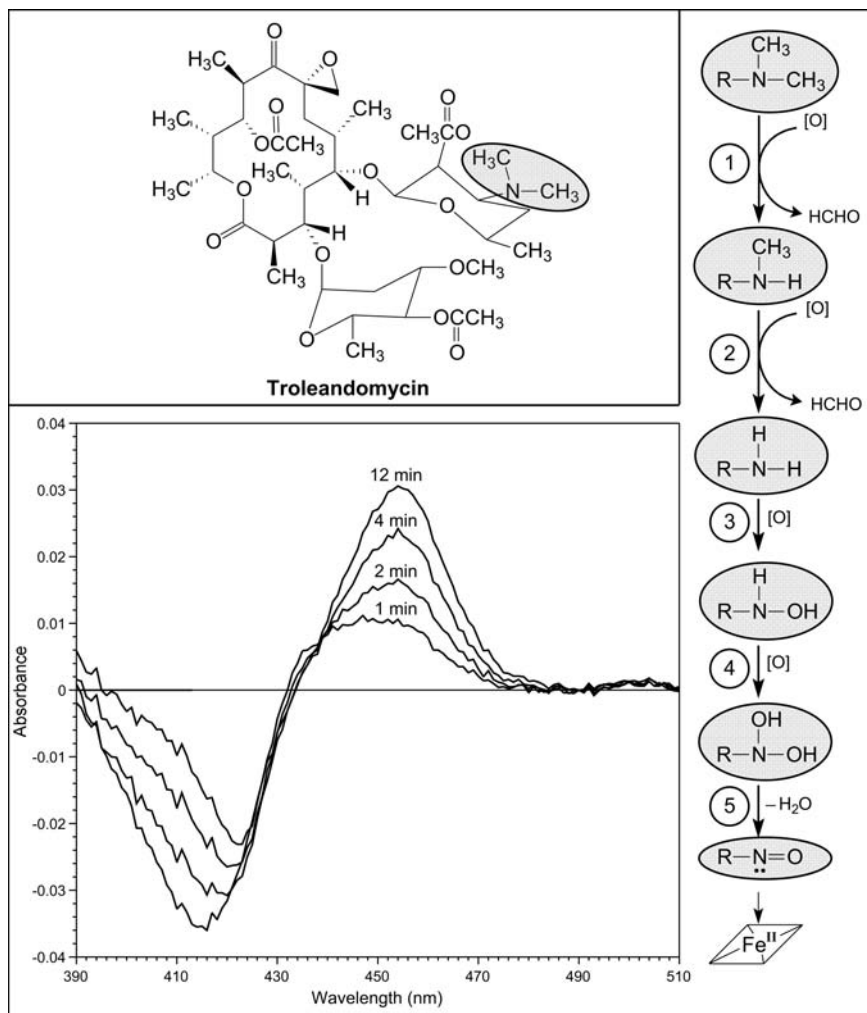 O
H₃C
O
CH₃
H₃C
O
OCCH₃
O
CH₃CO
H₃C
N
CH₃
H₃C
H₃C
O
H
O
O
CH₃
O
H
O
CH₃
O
OCH₃
O
OCCH₃
CH₃
O
Troleandomycin
Absorbance
0.04
0.03
0.02
0.01
0
-0.01
-0.02
-0.03
-0.04
12 min
4 min
2 min
1 min
390
410
430
450
470
490
510
Wavelength (nm)
CH₃
R—N—CH₃
1
[O]
HCHO
CH₃
R—N—H
2
[O]
HCHO
H
R—N—H
3
[O]
H
R—N—OH
4
[O]
OH
R—N—OH
5
–H₂O
R—N=O
Feᴵᴵ